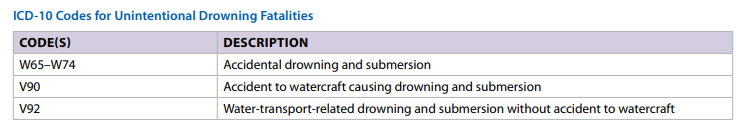 ICD-10 Codes for Unintentional Drowning Fatalities
CODE(S) DESCRIPTION
W65–W74 Accidental drowning and submersion
V90 Accident to watercraft causing drowning and submersion
V92 Water-transport-related drowning and submersion without accident to watercraft